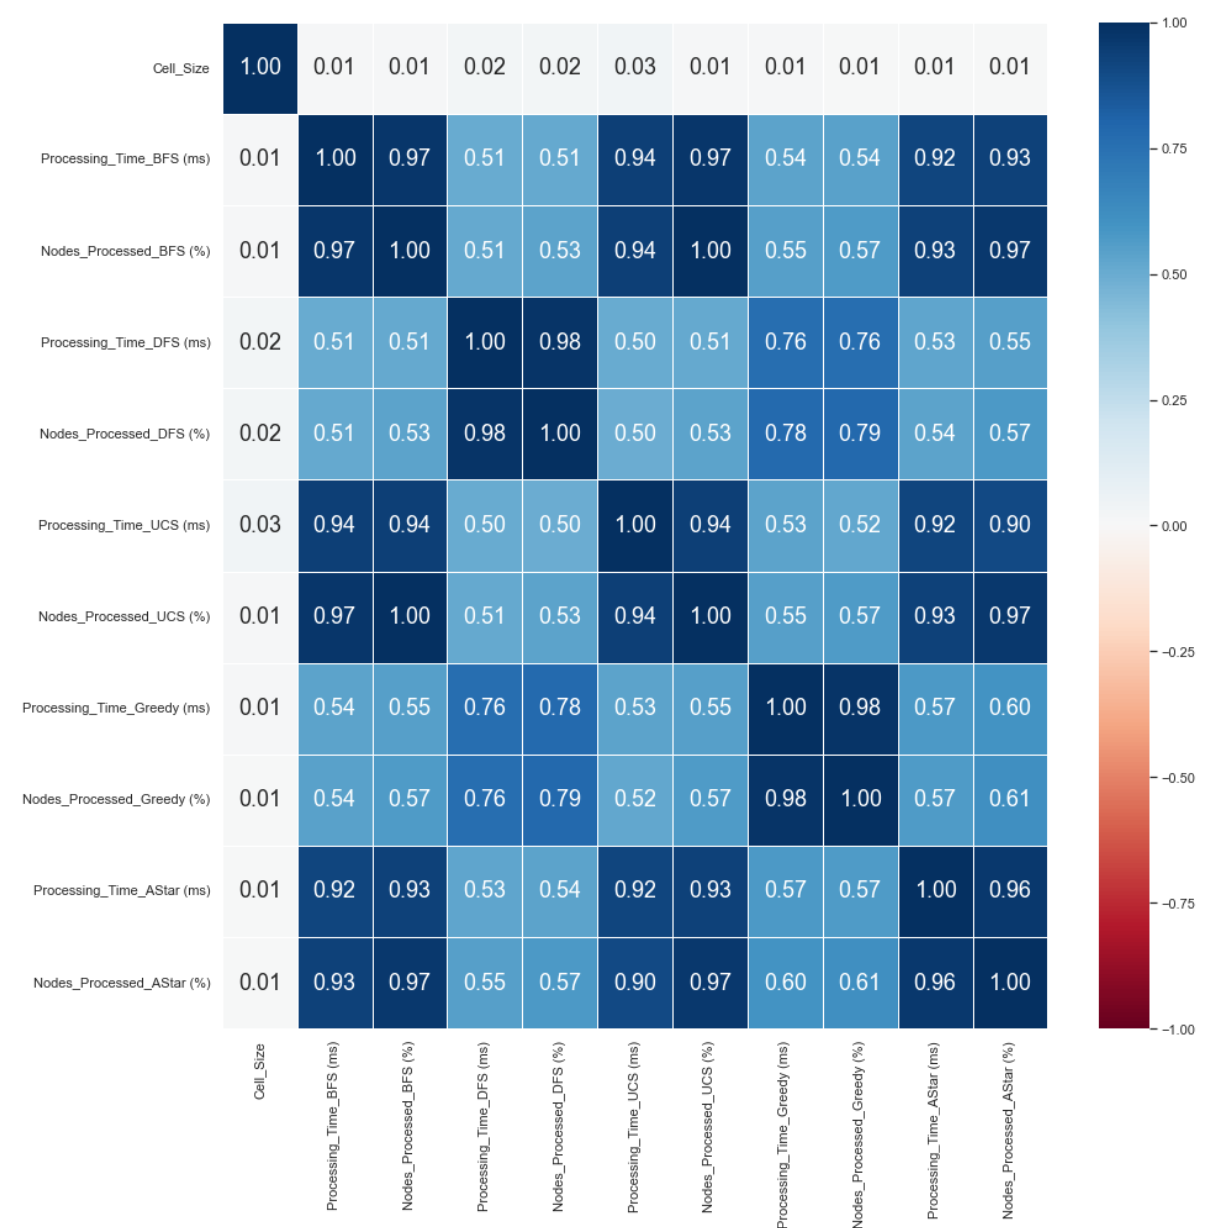 Cell_Size 1.00 0.01 0.01 0.02 0.02 0.03 0.01 0.01 0.01 0.01 0.01
Processing_Time_BFS (ms) 0.01 1.00 0.97 0.51 0.51 0.94 0.97 0.54 0.54 0.92 0.93
Nodes_Processed_BFS (%) 0.01 0.97 1.00 0.51 0.53 0.94 1.00 0.55 0.57 0.93 0.97
Processing_Time_DFS (ms) 0.02 0.51 0.51 1.00 0.98 0.50 0.51 0.76 0.76 0.53 0.55
Nodes_Processed_DFS (%) 0.02 0.51 0.53 0.98 1.00 0.50 0.53 0.78 0.79 0.54 0.57
Processing_Time_UCS (ms) 0.03 0.94 0.94 0.50 0.50 1.00 0.94 0.53 0.52 0.92 0.90
Nodes_Processed_UCS (%) 0.01 0.97 1.00 0.51 0.53 0.94 1.00 0.55 0.57 0.93 0.97
Processing_Time_Greedy (ms) 0.01 0.54 0.55 0.76 0.78 0.53 0.55 1.00 0.98 0.57 0.60
Nodes_Processed_Greedy (%) 0.01 0.54 0.57 0.76 0.79 0.52 0.57 0.98 1.00 0.57 0.61
Processing_Time_AStar (ms) 0.01 0.92 0.93 0.53 0.54 0.92 0.93 0.57 0.57 1.00 0.96
Nodes_Processed_AStar (%) 0.01 0.93 0.97 0.55 0.57 0.90 0.97 0.60 0.61 0.96 1.00
Cell_Size
Processing_Time_BFS (ms)
Nodes_Processed_BFS (%)
Processing_Time_DFS (ms)
Nodes_Processed_DFS (%)
Processing_Time_UCS (ms)
Nodes_Processed_UCS (%)
Processing_Time_Greedy (ms)
Nodes_Processed_Greedy (%)
Processing_Time_AStar (ms)
Nodes_Processed_AStar (%)
1.00
0.75
0.50
0.25
0.00
−0.25
−0.50
−0.75
−1.00